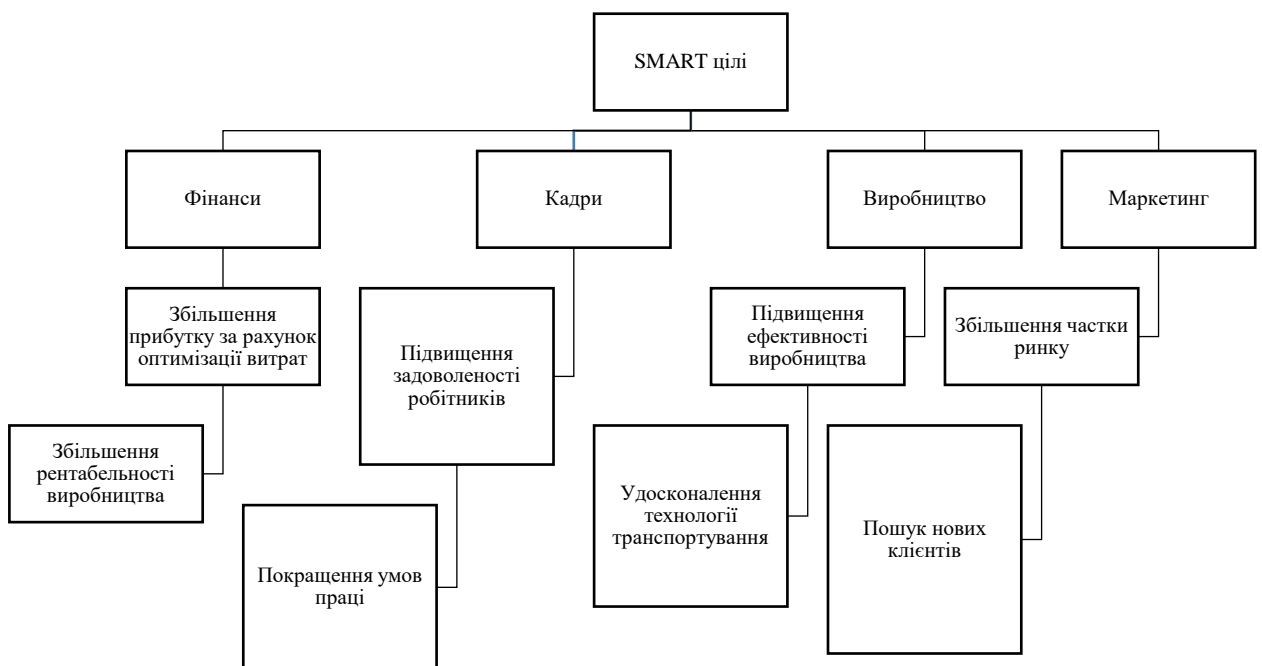 SMART цілі
Фінанси
Кадри
Виробництво
Маркетинг
Збільшення
прибутку за рахунок
оптимізації витрат
Підвищення
задоволеності
робітників
Підвищення
ефективності
виробництва
Збільшення частки
ринку
Збільшення
рентабельності
виробництва
Покращення умов
праці
Удосконалення
технології
транспортування
Пошук нових
клієнтів